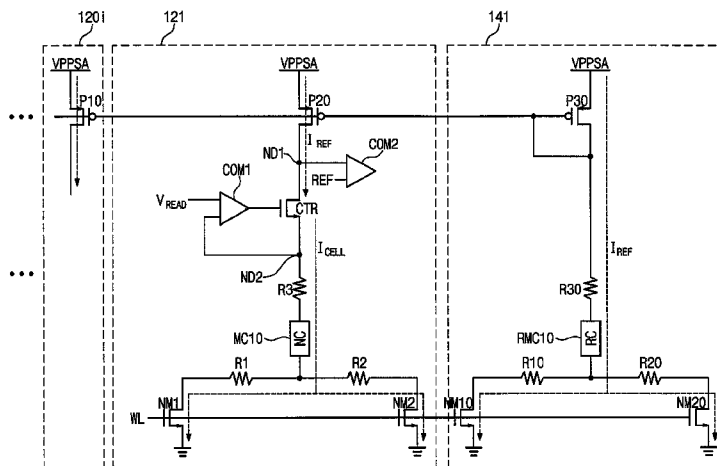 120i
121
141
VPPSA
VPPSA
VPPSA
P10
P20
P30
I REF
ND1
COM2
COM1
REF
V READ
CTR
I CELL
I REF
ND2
R3
R30
MC10
NC
RMC10
RC
R1
R2
R10
R20
NM1
NM2
NM10
NM20
WL